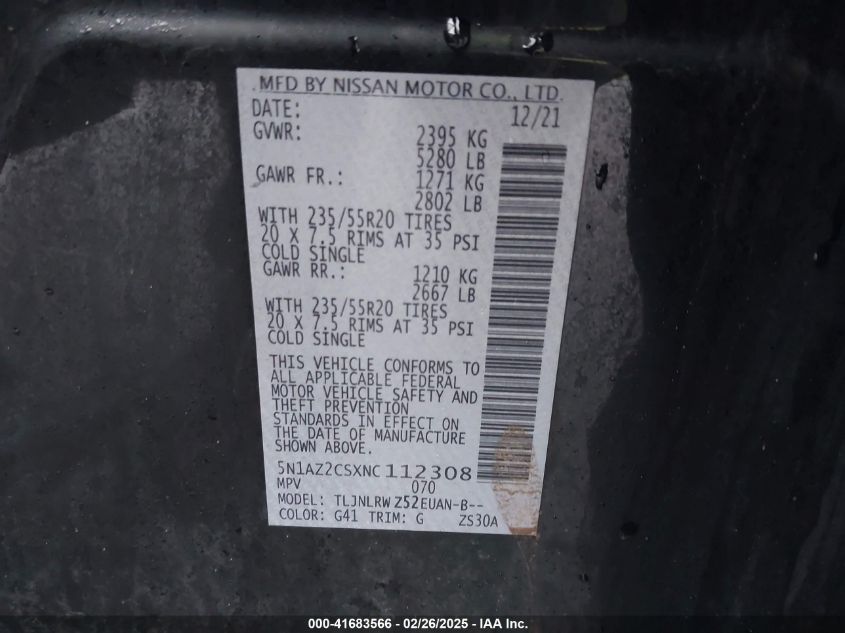 MFD BY NISSAN MOTOR CO., LTD.
DATE: 12/21
GVWR: 2395 KG
5280 LB
GAWR FR.: 1271 KG
2802 LB
WITH 235/55R20 TIRES
20 X 7.5 RIMS AT 35 PSI
COLD SINGLE
GAWR RR.: 1210 KG
2667 LB
WITH 235/55R20 TIRES
20 X 7.5 RIMS AT 35 PSI
COLD SINGLE
THIS VEHICLE CONFORMS TO
ALL APPLICABLE FEDERAL
MOTOR VEHICLE SAFETY AND
THEFT PREVENTION
STANDARDS IN EFFECT ON
THE DATE OF MANUFACTURE
SHOWN ABOVE.
5N1AZ2CSXNC112308
MPV 070
MODEL: TLJNLRWZ52EUAN-B--
COLOR: G41 TRIM: G ZS30A
000-41683566 - 02/26/2025 - IAA Inc.